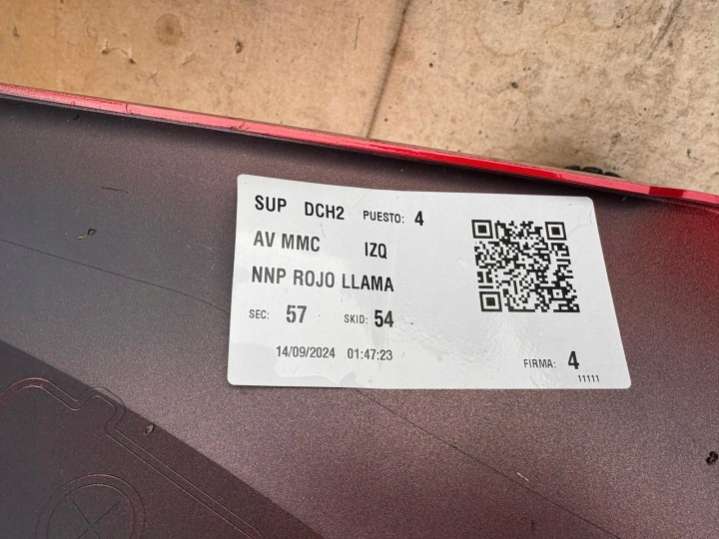 SUP DCH2 PUESTO: 4
AV MMC IZQ
NNP ROJO LLAMA
SEC: 57 SKID: 54
14/09/2024 01:47:23
FIRMA: 4
11111